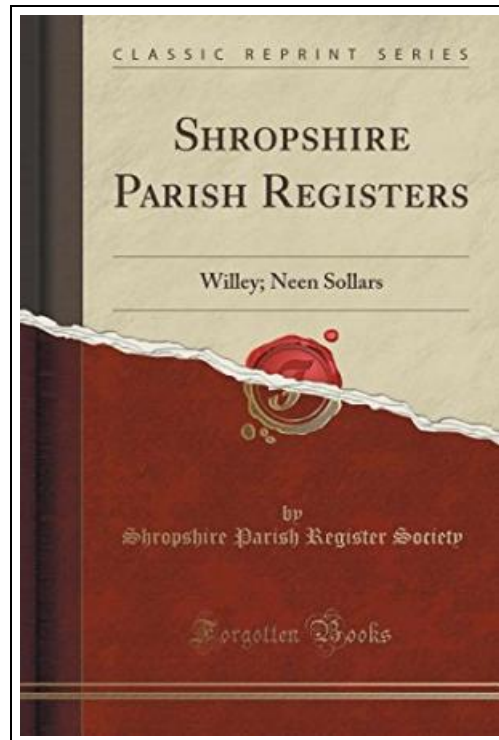 CLASSIC REPRINT SERIES
SHROPSHIRE
PARISH REGISTERS
Willey; Neen Sollars
by
Shropshire Parish Register Society
Forgotten Books